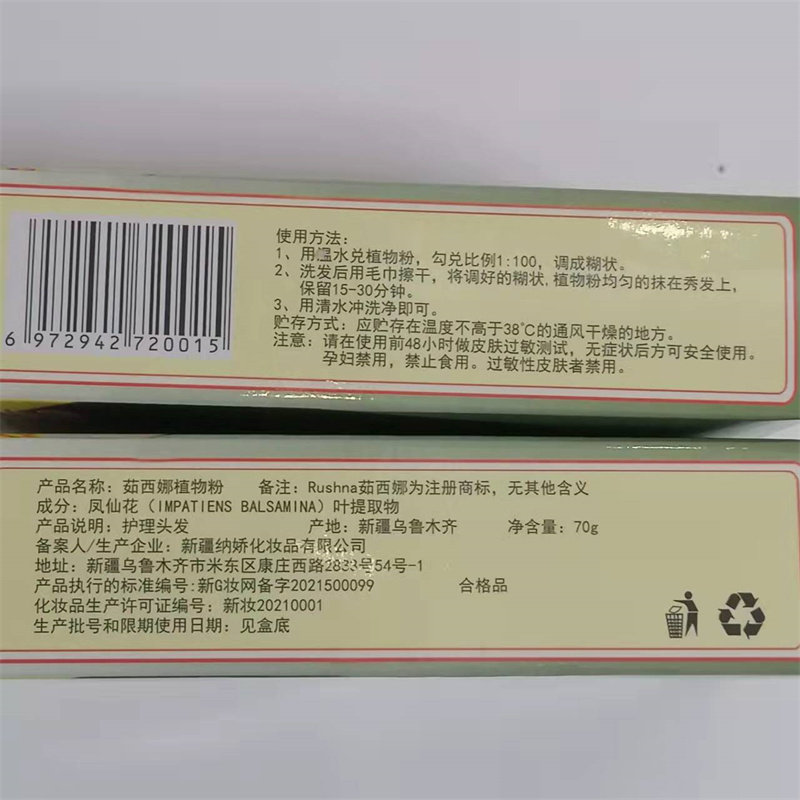 使用方法：
1、用温水兑植物粉，勾兑比例1:100，调成糊状。
2、洗发后用毛巾擦干，将调好的糊状,植物粉均匀的抹在秀发上，
保留15-30分钟。
3、用清水冲洗净即可。
贮存方式：应贮存在温度不高于38℃的通风干燥的地方。
注意：请在使用前48小时做皮肤过敏测试，无症状后方可安全使用。
孕妇禁用，禁止食用。过敏性皮肤者禁用。
6 972942 720015
产品名称：茹西娜植物粉 备注：Rushna茹西娜为注册商标，无其他含义
成分：凤仙花（IMPATIENS BALSAMINA）叶提取物
产品说明：护理头发 产地：新疆乌鲁木齐 净含量：70g
备案人/生产企业：新疆纳娇化妆品有限公司
地址：新疆乌鲁木齐市米东区康庄西路2833号54号-1
产品执行的标准编号:新G妆网备字2021500099 合格品
化妆品生产许可证编号：新妆20210001
生产批号和限期使用日期：见盒底